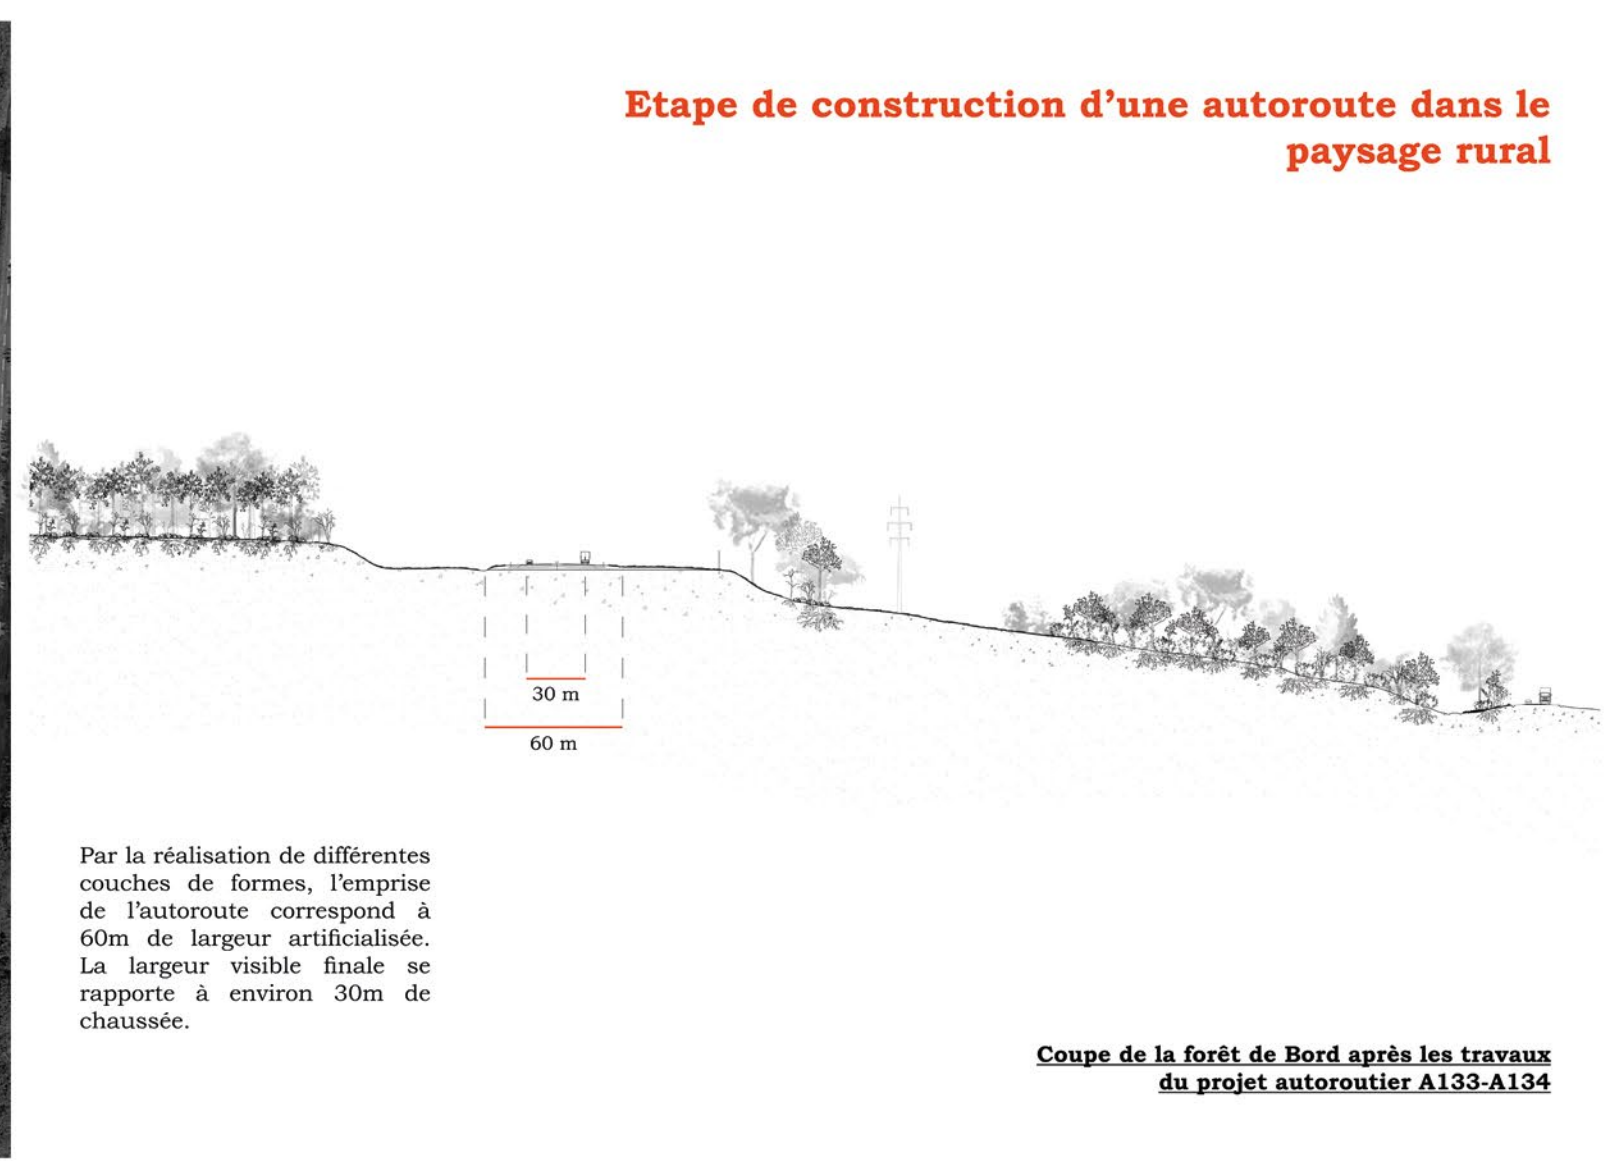 Etape de construction d’une autoroute dans le
paysage rural
30 m
60 m
Par la réalisation de différentes
couches de formes, l’emprise
de l’autoroute correspond à
60m de largeur artificialisée.
La largeur visible finale se
rapporte à environ 30m de
chaussée.
Coupe de la forêt de Bord après les travaux
du projet autoroutier A133-A134